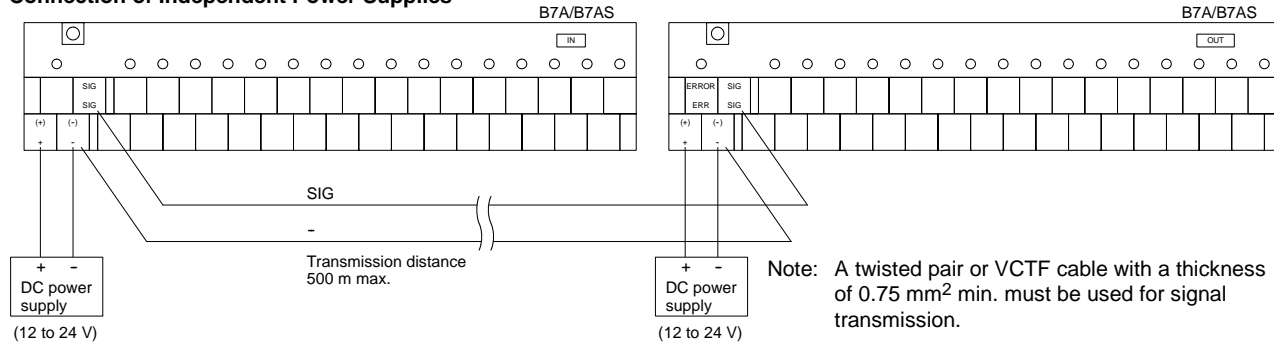 Connection of Independent Power Supplies
B7A/B7AS
B7A/B7AS
IN
OUT
SIG
SIG
ERROR SIG
ERR SIG
(+) (-)
+ -
(+) (-)
+ -
SIG
-
Transmission distance
500 m max.
+ -
DC power
supply
(12 to 24 V)
+ -
DC power
supply
(12 to 24 V)
Note: A twisted pair or VCTF cable with a thickness
of 0.75 mm2 min. must be used for signal
transmission.